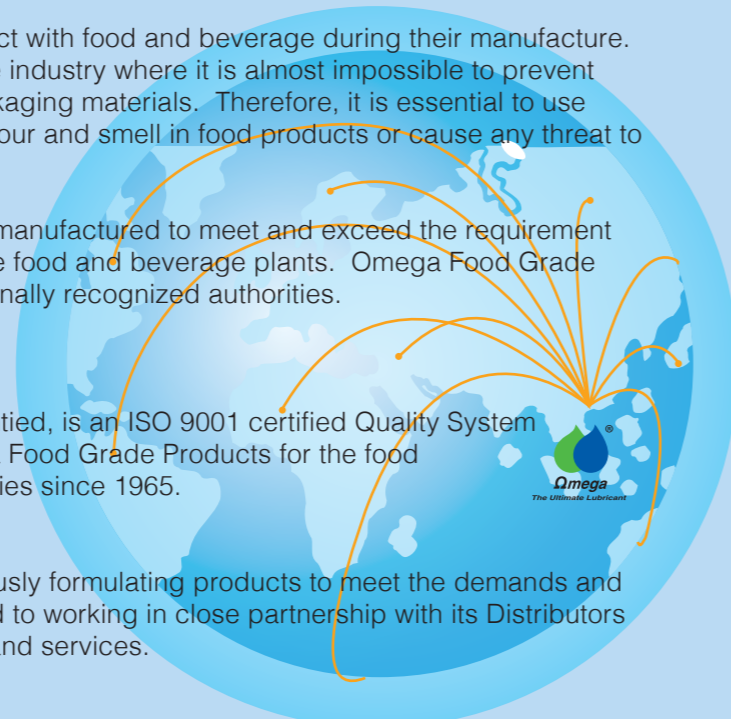 ct with food and beverage during their manufacture.
e industry where it is almost impossible to prevent
kaging materials. Therefore, it is essential to use
our and smell in food products or cause any threat to
manufactured to meet and exceed the requirement
e food and beverage plants. Omega Food Grade
nally recognized authorities.
tied, is an ISO 9001 certified Quality System
Food Grade Products for the food
ies since 1965.
®
Ωmega
The Ultimate Lubricant
usly formulating products to meet the demands and
d to working in close partnership with its Distributors
and services.